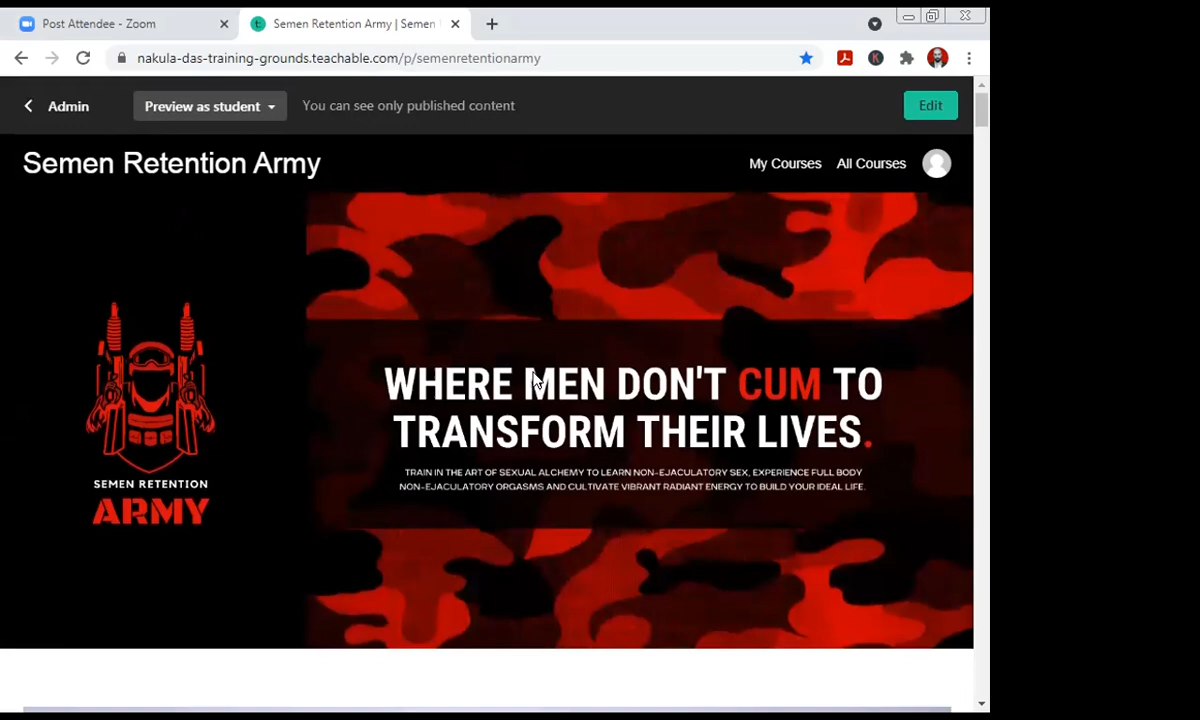 Post Attendee - Zoom
Semen Retention Army | Semen
nakula-das-training-grounds.teachable.com/p/semenretentionarmy
Admin
Preview as student
You can see only published content
Edit
Semen Retention Army
My Courses
All Courses
WHERE MEN DON'T CUM TO
TRANSFORM THEIR LIVES.
TRAIN IN THE ART OF SEXUAL ALCHEMY TO LEARN NON-EJACULATORY SEX, EXPERIENCE FULL BODY
NON-EJACULATORY ORGASMS AND CULTIVATE VIBRANT RADIANT ENERGY TO BUILD YOUR IDEAL LIFE.
SEMEN RETENTION
ARMY